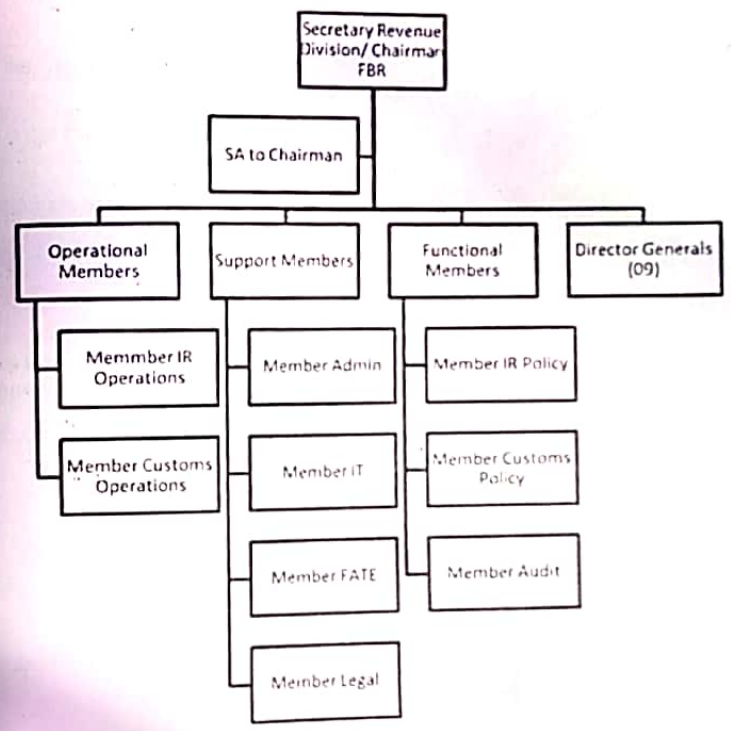 Secretary Revenue
Division/ Chairman
FBR
SA to Chairman
Operational
Members
Support Members
Functional
Members
Director Generals
(09)
Memmber IR
Operations
Member Customs
Operations
Member Admin
Member IT
Member FATE
Member Legal
Member IR Policy
Member Customs
Policy
Member Audit